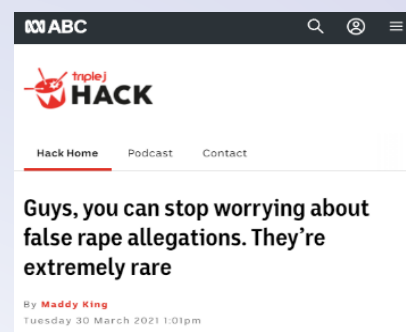 ABC
triple j
HACK
Hack Home Podcast Contact
Guys, you can stop worrying about
false rape allegations. They're
extremely rare
By Maddy King
Tuesday 30 March 2021 1:01pm